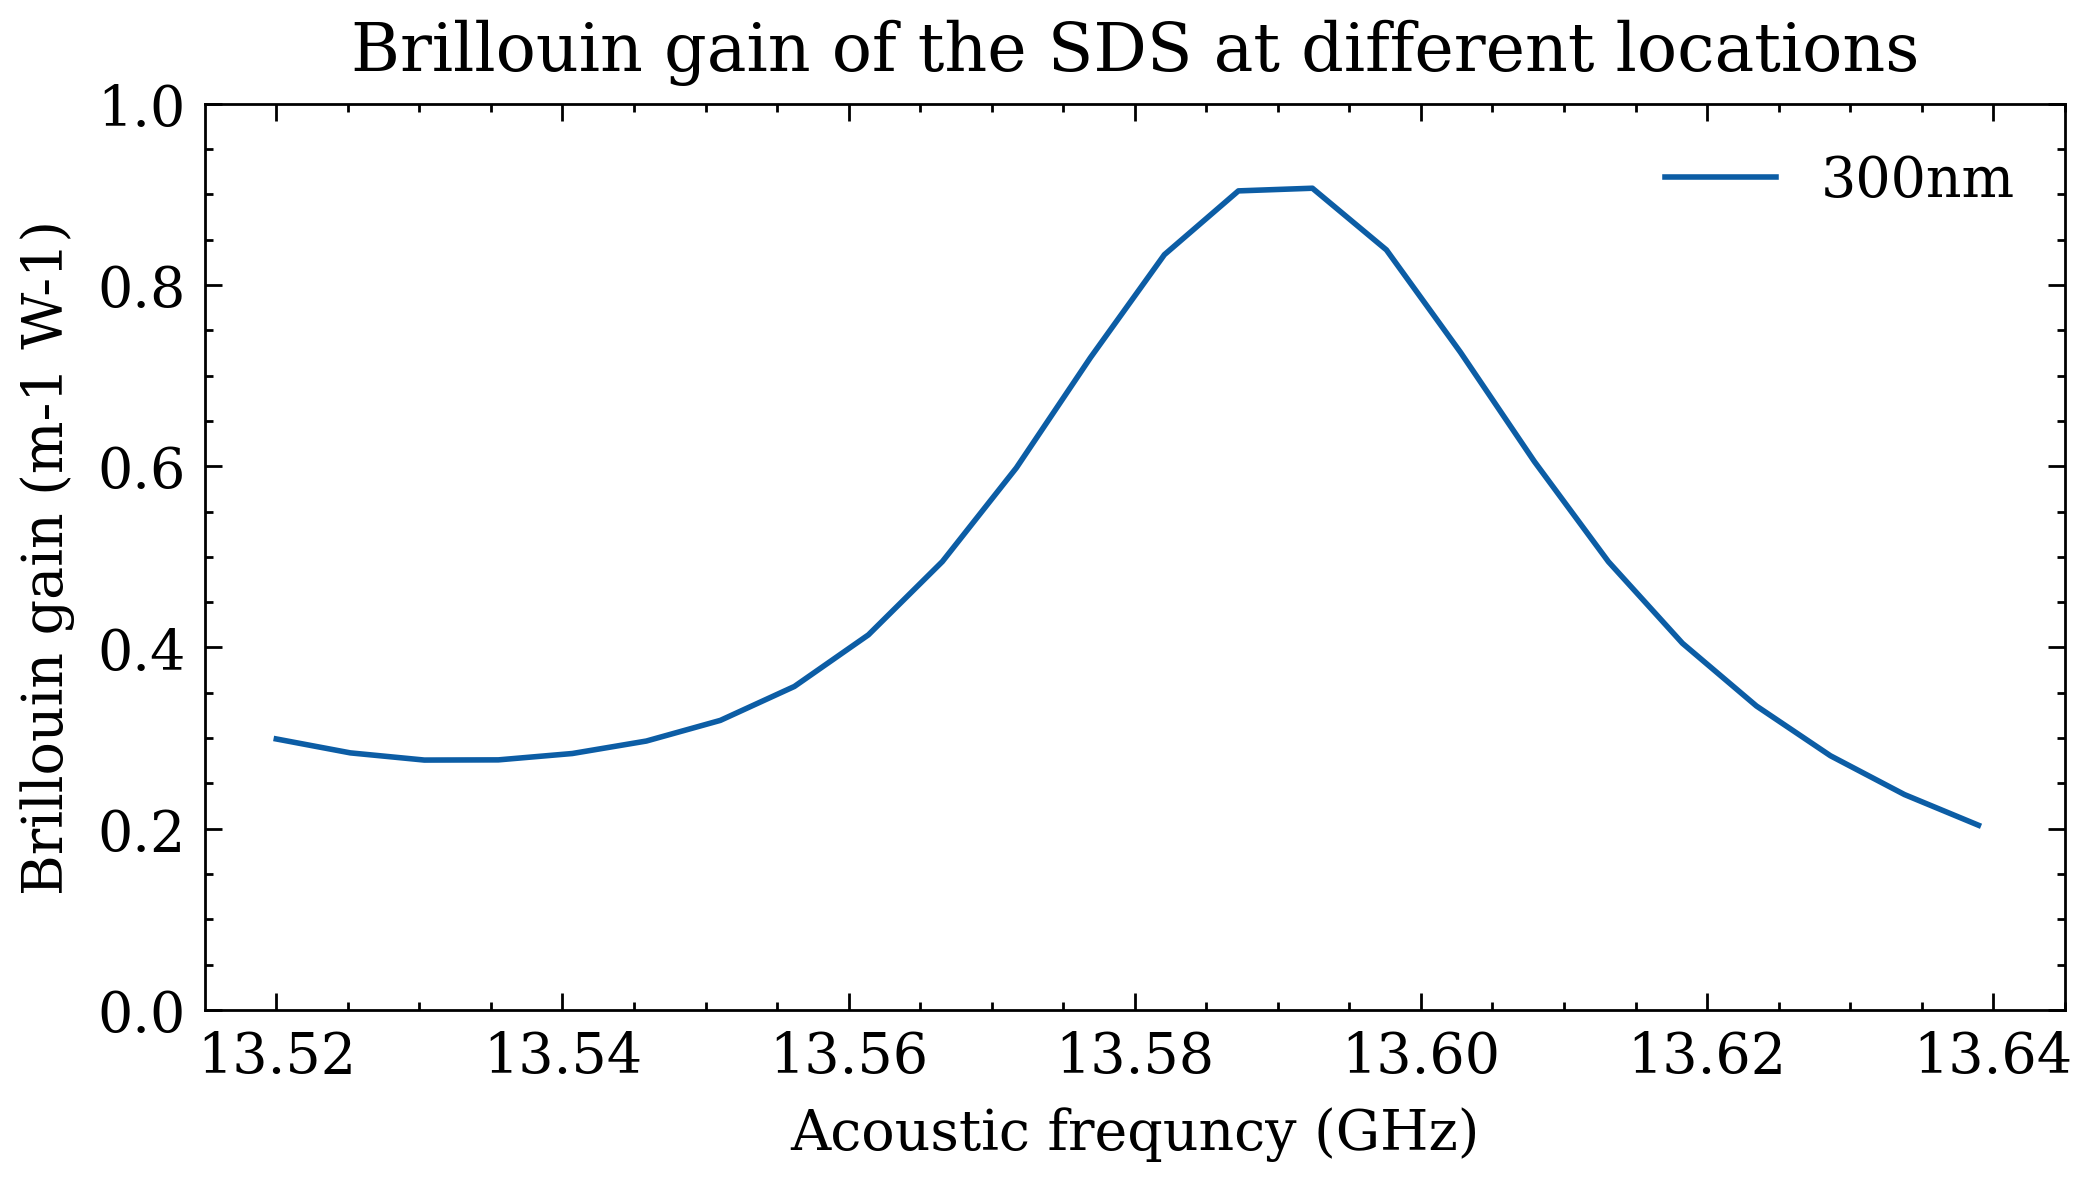 Brillouin gain of the SDS at different locations
Brillouin gain (m-1 W-1)
1.0
0.8
0.6
0.4
0.2
0.0
300nm
13.52 13.54 13.56 13.58 13.60 13.62 13.64
Acoustic frequncy (GHz)